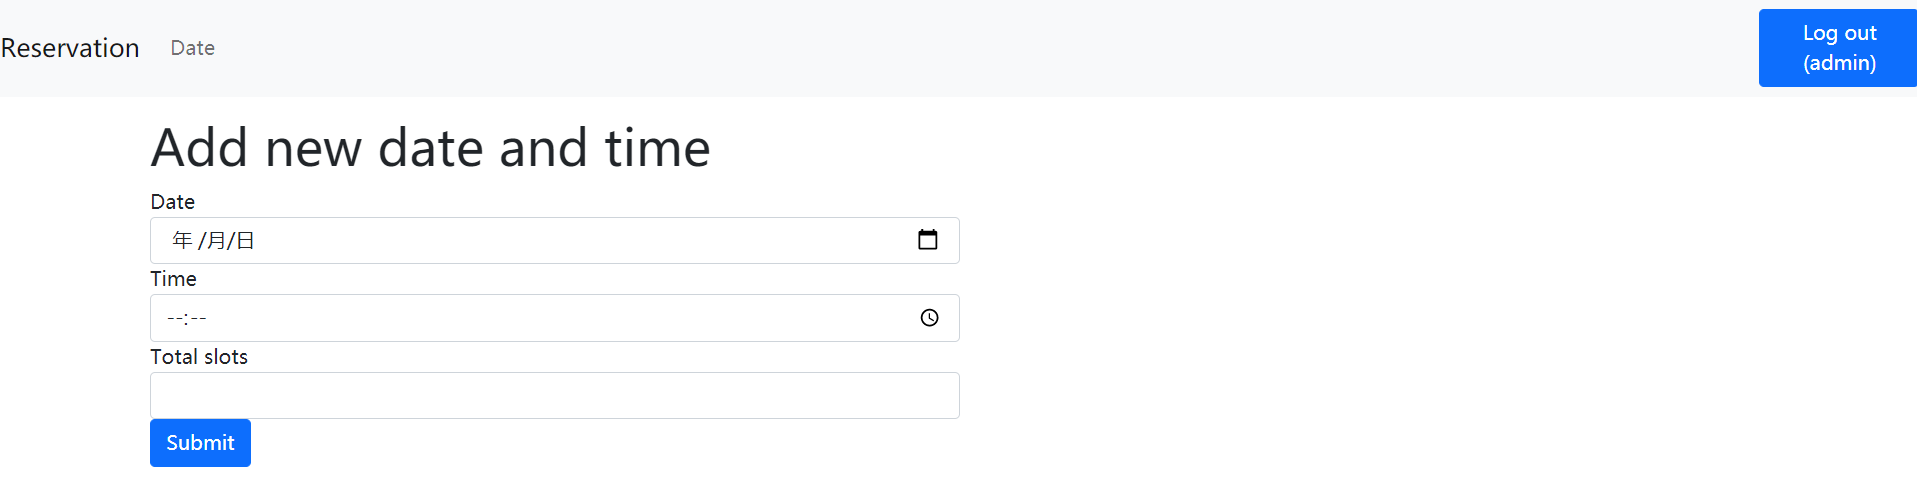 Reservation Date
Log out
(admin)
Add new date and time
Date
年 /月/日
Time
--:--
Total slots
Submit